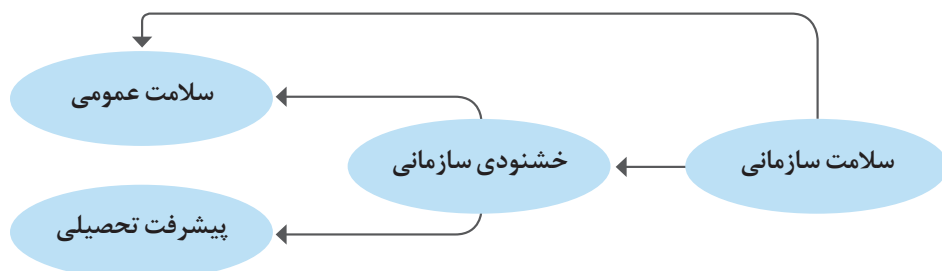 سلامت عمومی
سلامت سازمانی
خشنودی سازمانی
پیشرفت تحصیلی